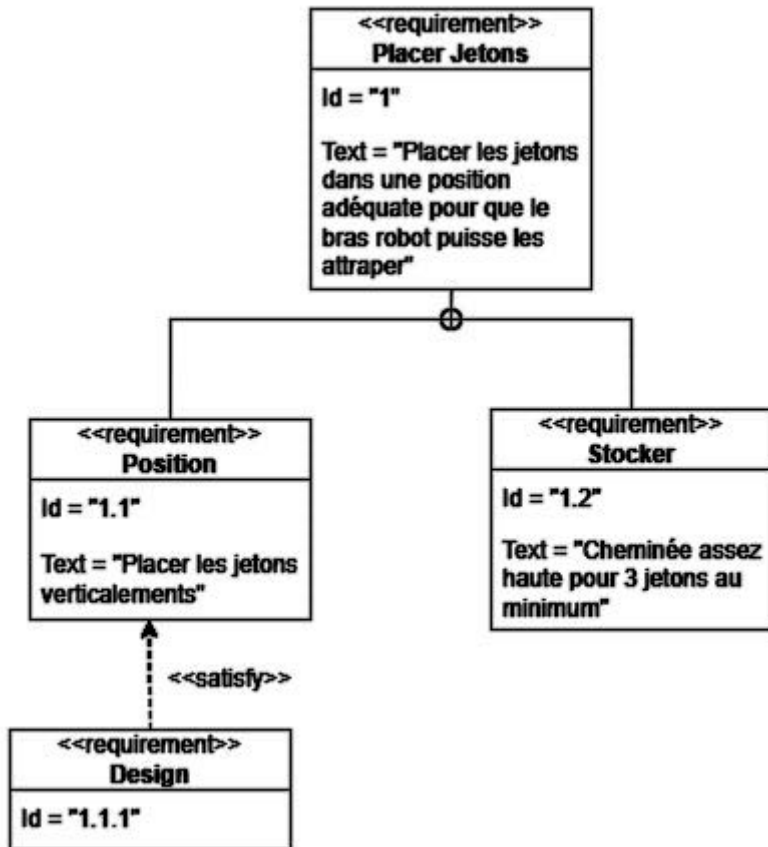 <<requirement>>
Placer Jetons
Id = "1"
Text = "Placer les jetons
dans une position
adéquate pour que le
bras robot puisse les
attraper"
<<requirement>>
Position
Id = "1.1"
Text = "Placer les jetons
verticalements"
<<requirement>>
Stocker
Id = "1.2"
Text = "Cheminée assez
haute pour 3 jetons au
minimum"
<<satisfy>>
<<requirement>>
Design
Id = "1.1.1"